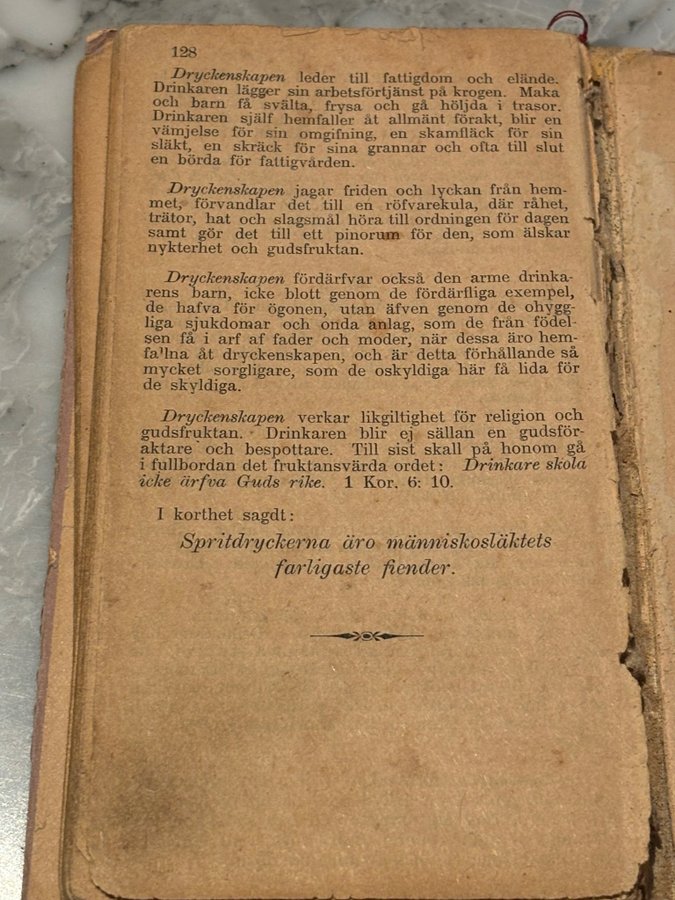 128
Dryckenskapen leder till fattigdom och elände.
Drinkaren lägger sin arbetsförtjänst på krogen. Maka
och barn få svälta, frysa och gå höljda i trasor.
Drinkaren själf hemfaller åt allmänt förakt, blir en
vämjelse för sin omgifning, en skamfläck för sin
släkt, en skräck för sina grannar och ofta till slut
en börda för fattigvården.
Dryckenskapen jagar friden och lyckan från hem-
met, förvandlar det till en röfvarekula, där råhet,
trätor, hat och slagsmål höra till ordningen för dagen
samt gör det till ett pinorum för den, som älskar
nykterhet och gudsfruktan.
Dryckenskapen fördärfvar också den arme drinka-
rens barn, icke blott genom de fördärfliga exempel,
de hafva för ögonen, utan äfven genom de ohygg-
liga sjukdomar och onda anlag, som de från födel-
sen få i arf af fader och moder, när dessa äro hem-
fa'lna åt dryckenskapen, och är detta förhållande så
mycket sorgligare, som de oskyldiga här få lida för
de skyldiga.
Dryckenskapen verkar likgiltighet för religion och
gudsfruktan. Drinkaren blir ej sällan en gudsför-
aktare och bespottare. Till sist skall på honom gå
i fullbordan det fruktansvärda ordet: Drinkare skola
icke ärfva Guds rike. 1 Kor. 6: 10.
I korthet sagdt:
Spritdryckerna äro människosläktets
farligaste fiender.